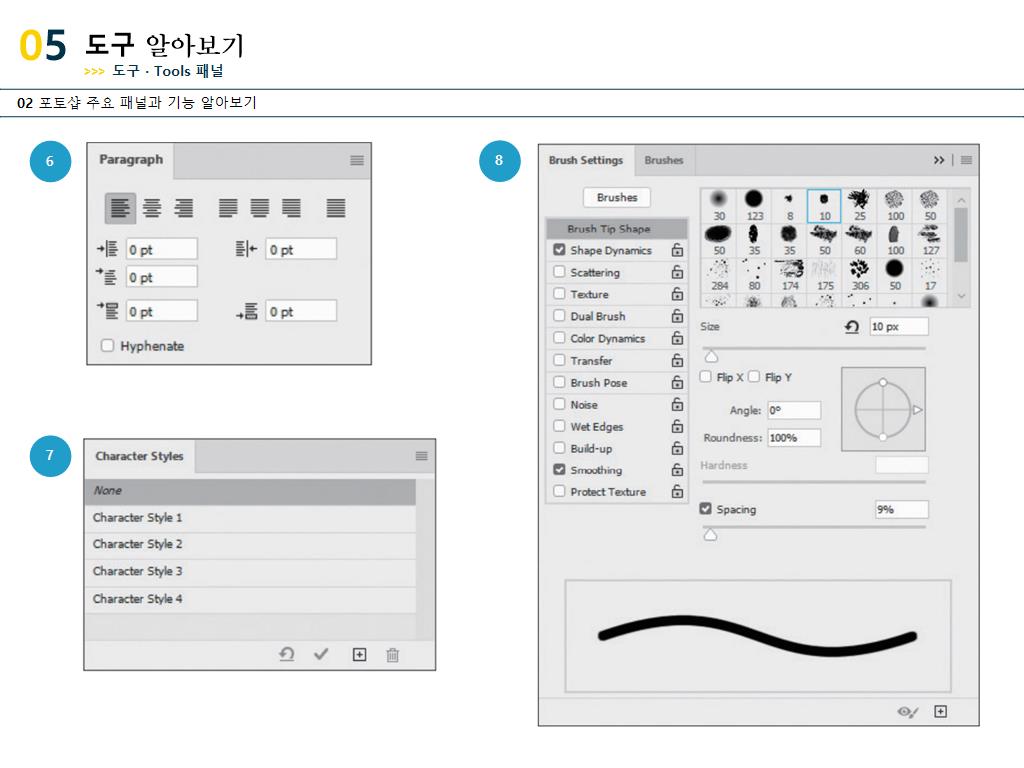 05 도구 알아보기
>>> 도구 · Tools 패널
02 포토샵 주요 패널과 기능 알아보기
6
Paragraph
0 pt
0 pt
0 pt
0 pt
0 pt
Hyphenate
7
Character Styles
None
Character Style 1
Character Style 2
Character Style 3
Character Style 4
8
Brush Settings
Brushes
Brushes
Brush Tip Shape
Shape Dynamics
Scattering
Texture
Dual Brush
Color Dynamics
Transfer
Brush Pose
Noise
Wet Edges
Build-up
Smoothing
Protect Texture
30 123 8 10 25 100 50
50 35 35 50 60 100 127
284 80 174 175 306 50 17
Size 10 px
Flip X Flip Y
Angle: 0º
Roundness: 100%
Hardness
Spacing 9%